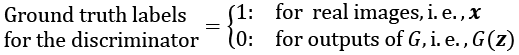 Ground truth labels
for the discriminator = {1: for real images, i. e., x
0: for outputs of G, i. e., G(z)